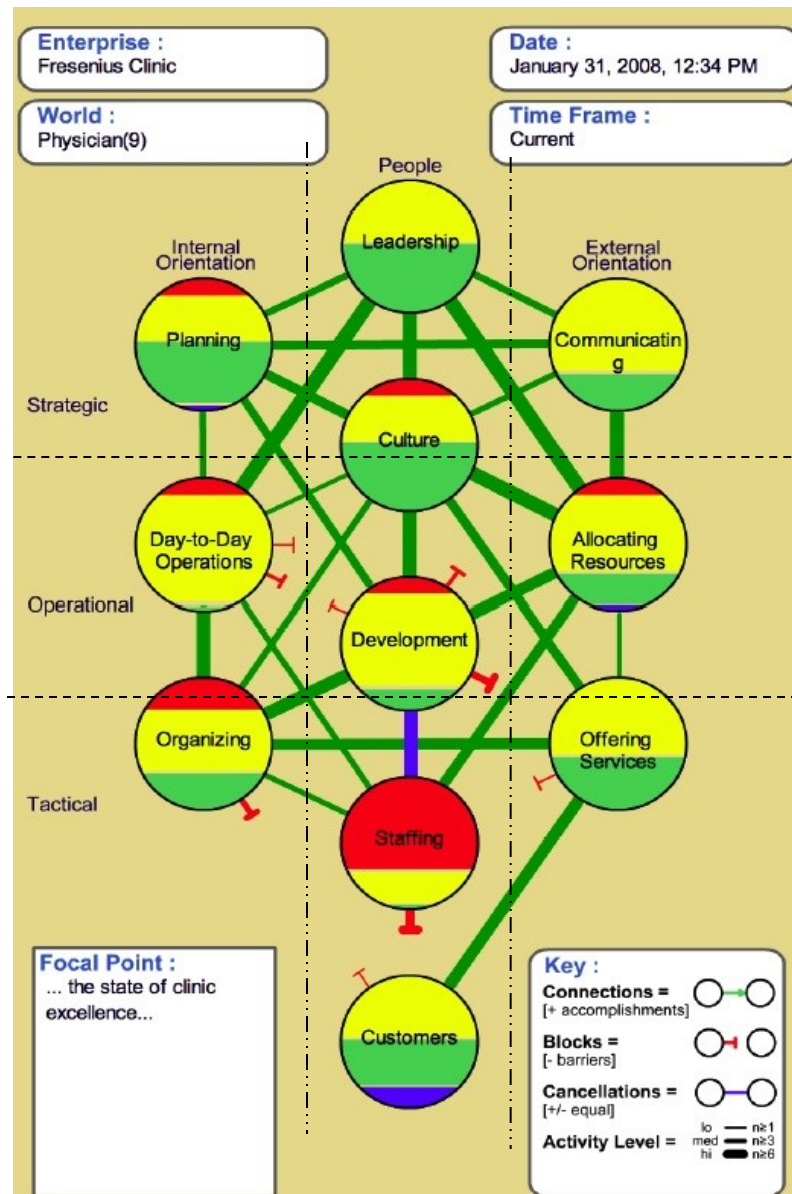 Enterprise :
Fresenius Clinic
Date :
January 31, 2008, 12:34 PM
World :
Physician(9)
Time Frame :
Current
People
Leadership
Internal
Orientation
External
Orientation
Planning
Communicatin
g
Strategic
Culture
Day-to-Day
Operations
Allocating
Resources
Operational
Development
Organizing
Offering
Services
Tactical
Staffing
Customers
Focal Point :
... the state of clinic
excellence...
Key :
Connections =
[+ accomplishments]
Blocks =
[- barriers]
Cancellations =
[+/- equal]
Activity Level =
lo n≥1
med n≥3
hi n≥6